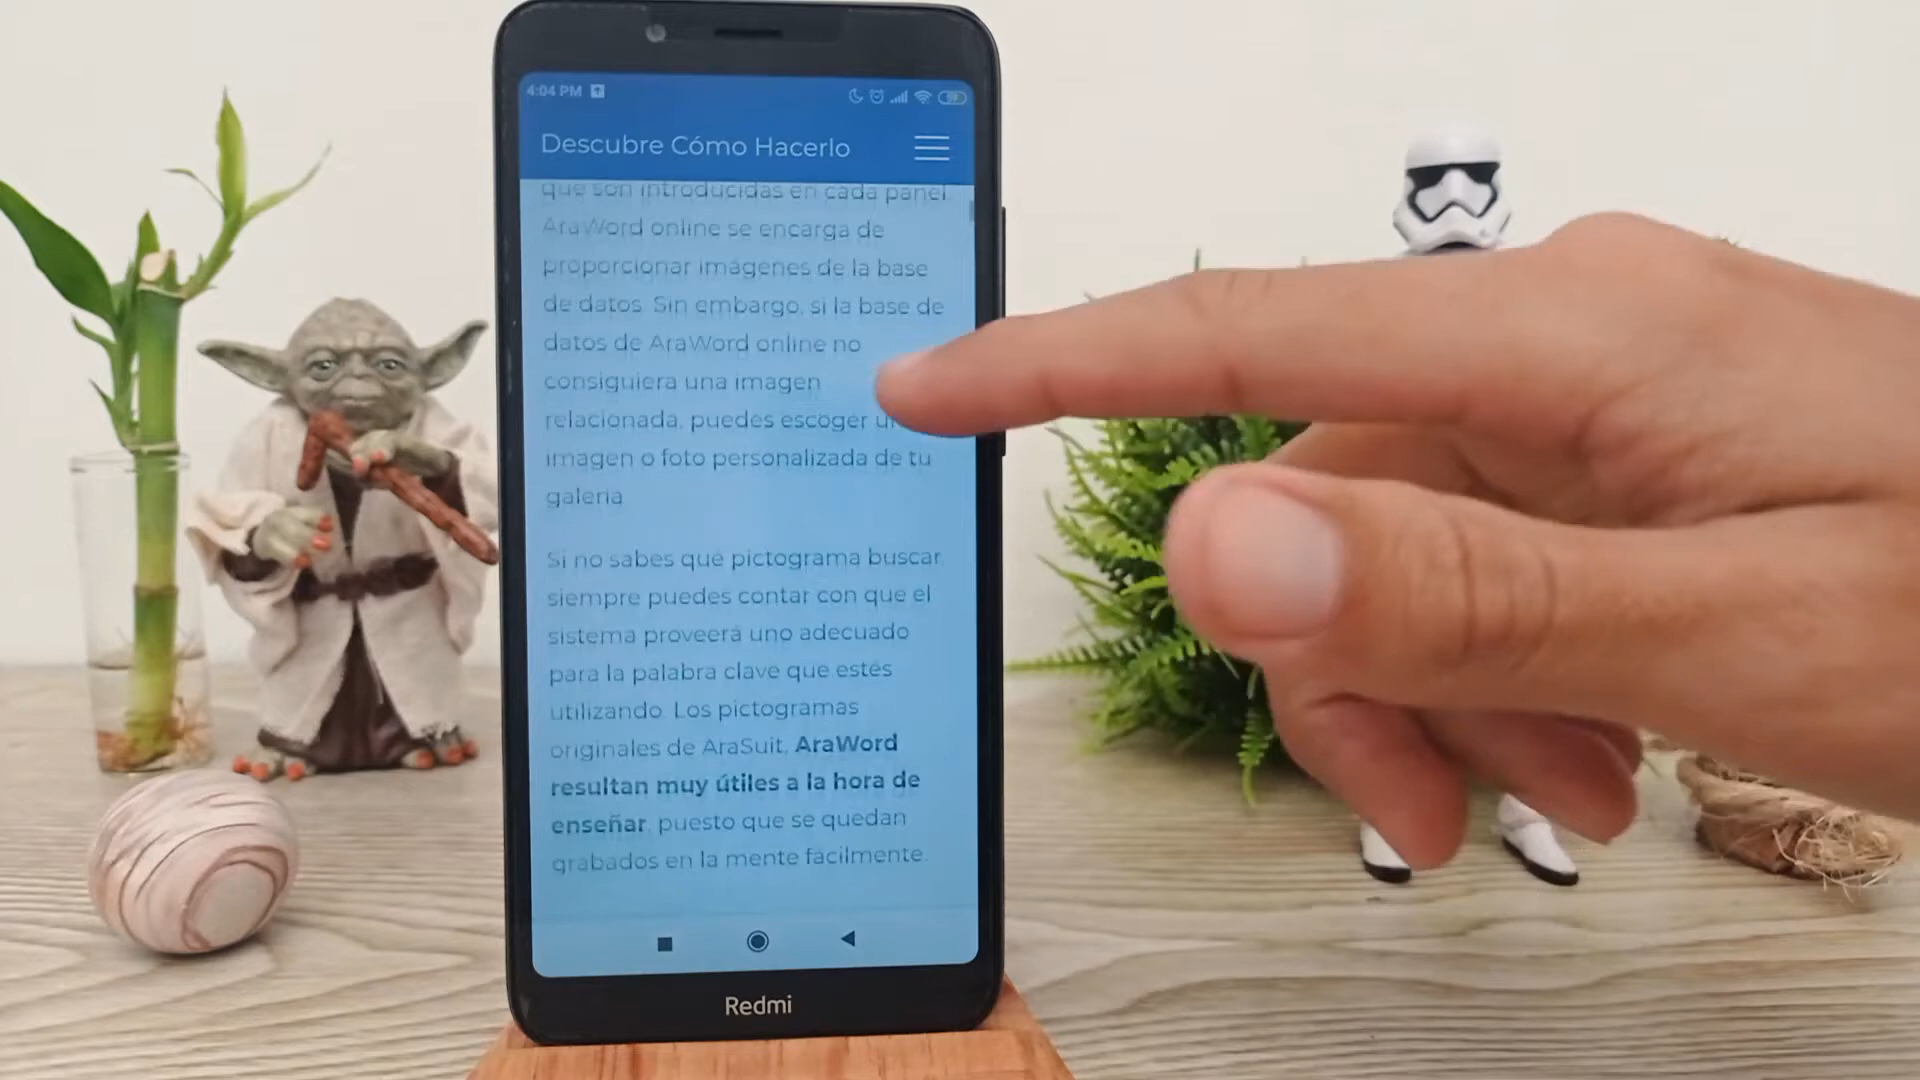 4:04 PM
59
Descubre Cómo Hacerlo
que son introducidas en cada panel
AraWord online se encarga de
proporcionar imágenes de la base
de datos. Sin embargo, si la base de
datos de AraWord online no
consiguiera una imagen
relacionada, puedes escoger
imagen o foto personalizada de tu
galería
Si no sabes qué pictograma buscar,
siempre puedes contar con que el
sistema proveerá uno adecuado
para la palabra clave que estés
utilizando. Los pictogramas
originales de AraSuit, AraWord
resultan muy útiles a la hora de
enseñar, puesto que se quedan
grabados en la mente fácilmente.
Redmi